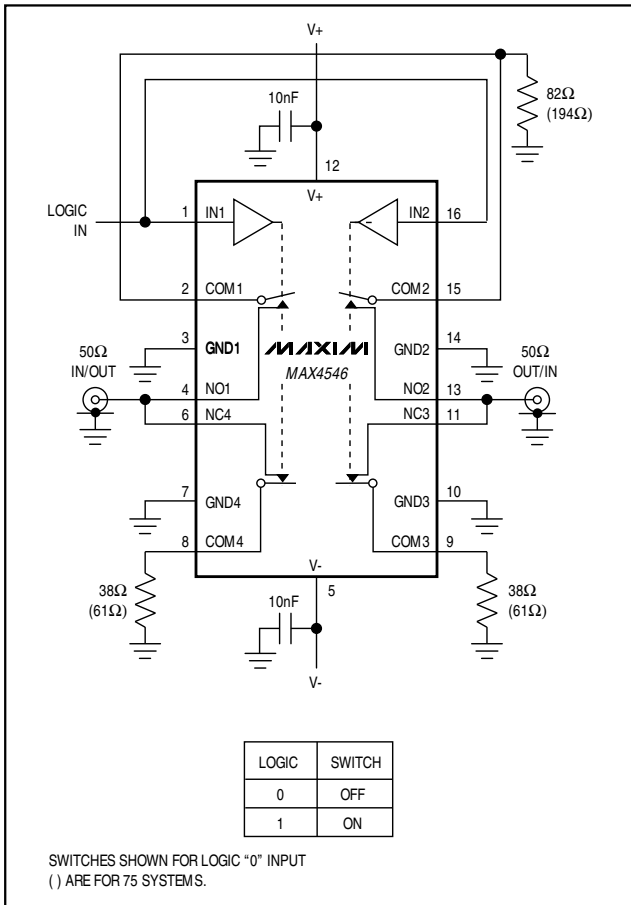 V+
82Ω
(194Ω)
10nF
12
V+
LOGIC
IN
1
IN1
IN2
16
2
COM1
COM2
15
3
GND1
MAXIM
MAX4546
GND2
14
50Ω
IN/OUT
50Ω
OUT/IN
4
NO1
NO2
13
6
NC4
NC3
11
7
GND4
GND3
10
8
COM4
COM3
9
V-
5
38Ω
(61Ω)
38Ω
(61Ω)
10nF
V-
LOGIC SWITCH
0 OFF
1 ON
SWITCHES SHOWN FOR LOGIC “0” INPUT
( ) ARE FOR 75 SYSTEMS.